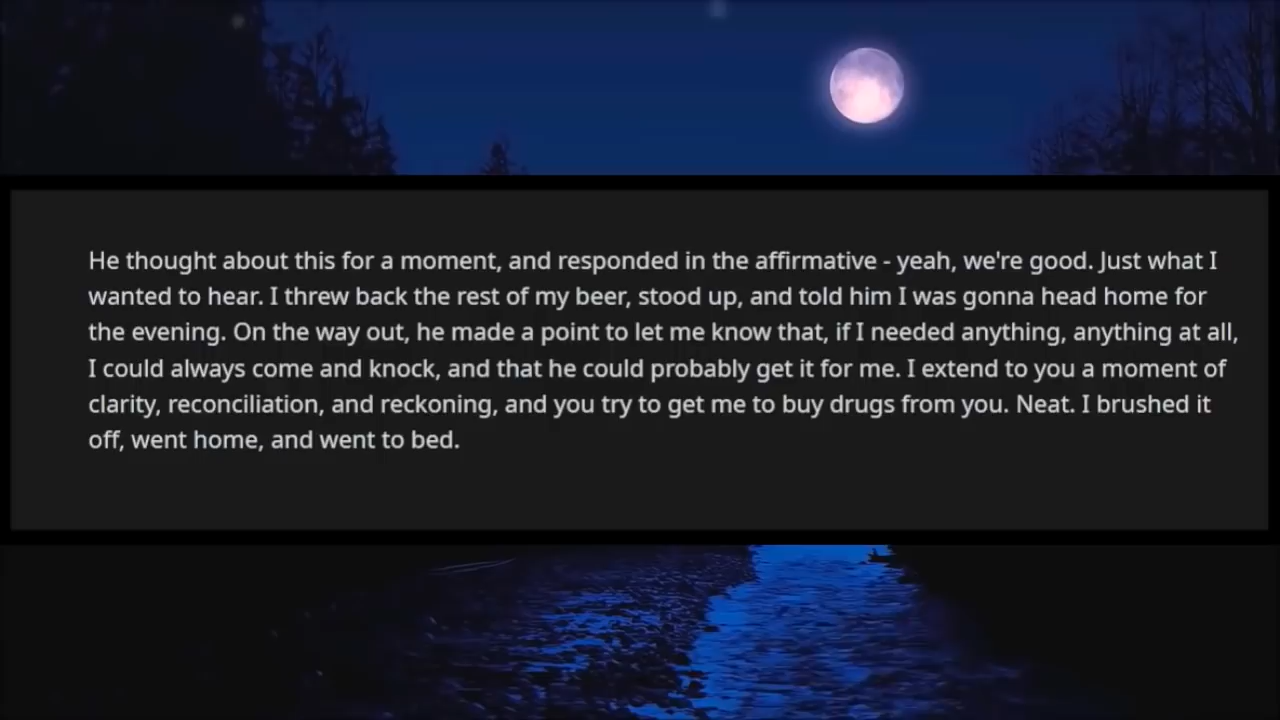 He thought about this for a moment, and responded in the affirmative - yeah, we're good. Just what I
wanted to hear. I threw back the rest of my beer, stood up, and told him I was gonna head home for
the evening. On the way out, he made a point to let me know that, if I needed anything, anything at all,
I could always come and knock, and that he could probably get it for me. I extend to you a moment of
clarity, reconciliation, and reckoning, and you try to get me to buy drugs from you. Neat. I brushed it
off, went home, and went to bed.